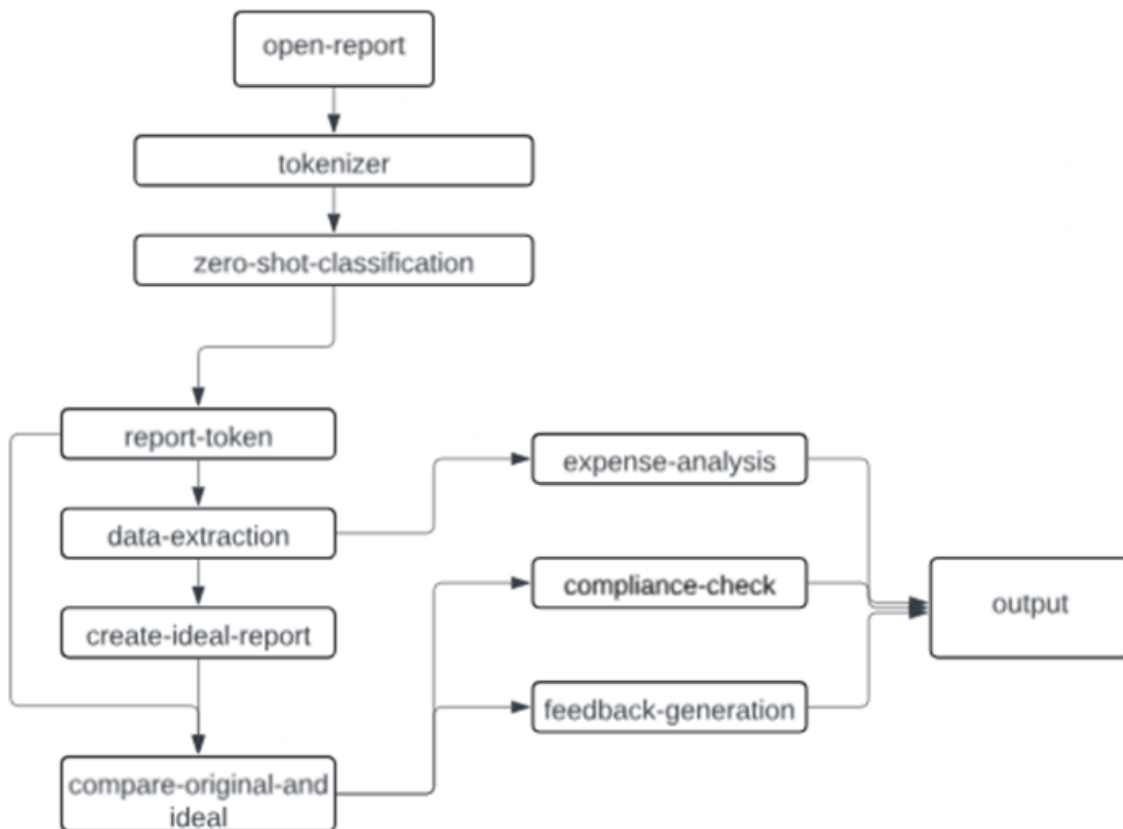 open-report
tokenizer
zero-shot-classification
report-token
data-extraction
create-ideal-report
compare-original-and
ideal
expense-analysis
compliance-check
feedback-generation
output